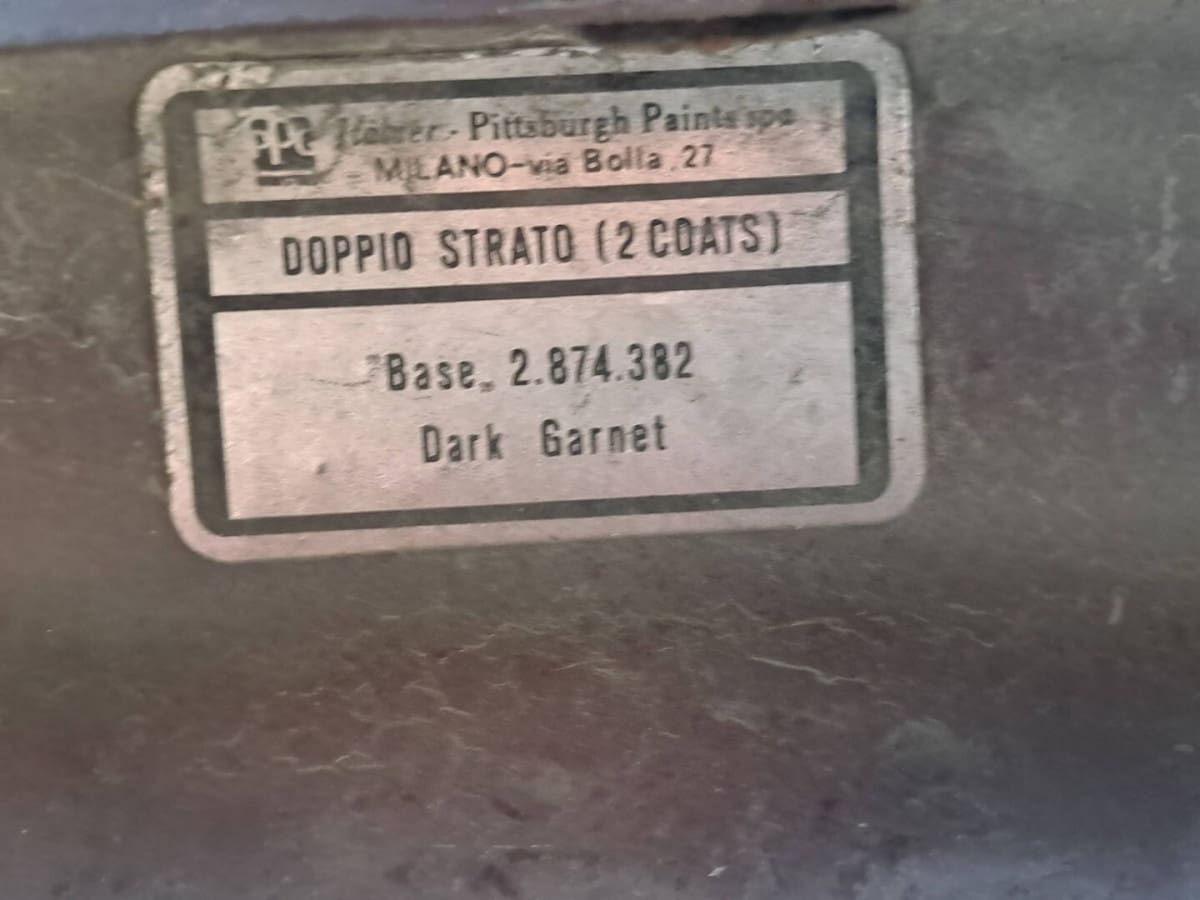 PPG - Pittsburgh Paints spa
- MILANO-via Bolla, 27
DOPPIO STRATO (2 COATS)
"Base" 2.874.382
Dark Garnet